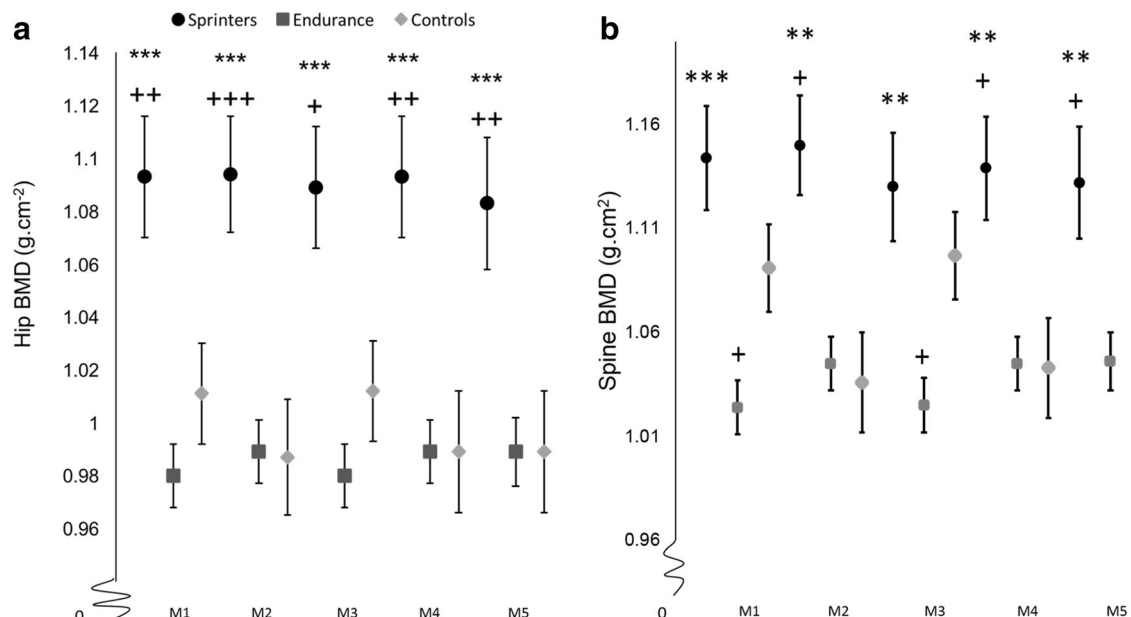 a
Sprinters Endurance Controls
Hip BMD (g.cm⁻²)
1.14
1.12
1.1
1.08
1.06
1.04
1.02
1
0.98
0.96
0
*** *** *** *** ***
++ +++ + ++ ++
M1 M2 M3 M4 M5
b
Spine BMD (g.cm²)
1.16
1.11
1.06
1.01
0.96
0
*** ** ** ** **
+ + +
+ +
M1 M2 M3 M4 M5